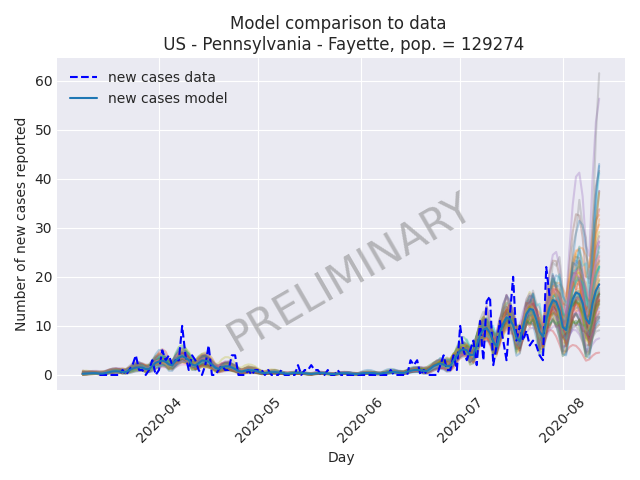 Model comparison to data
US - Pennsylvania - Fayette, pop. = 129274
new cases data
new cases model
Number of new cases reported
60
50
40
30
20
10
0
PRELIMINARY
2020-04
2020-05
2020-06
2020-07
2020-08
Day